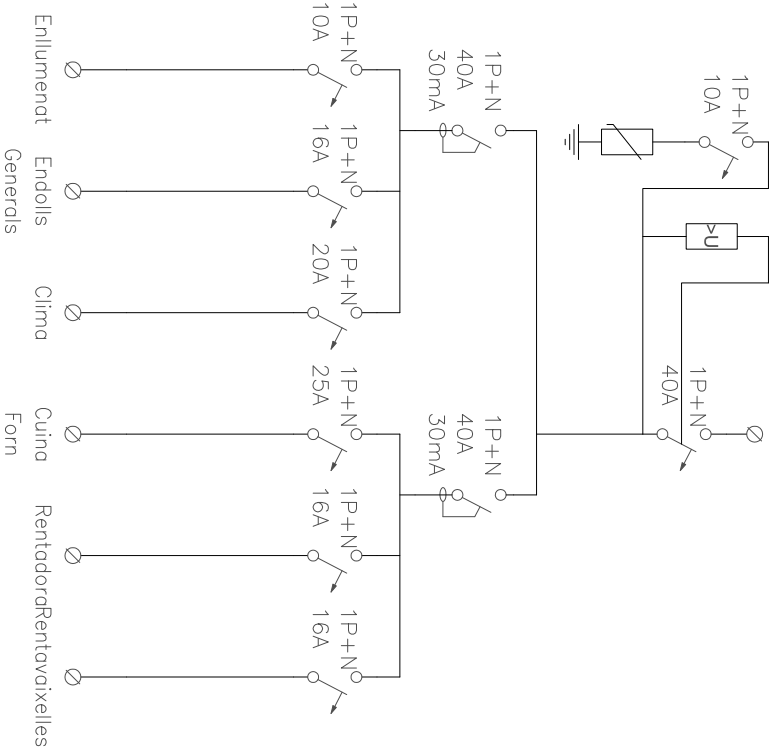 1P+N
40A
>U
1P+N
10A
1P+N
40A
30mA
1P+N
40A
30mA
1P+N
10A
1P+N
16A
1P+N
20A
1P+N
25A
1P+N
16A
1P+N
16A
Enllumenat
Endolls
Generals
Clima
Cuina
Forn
Rentadora
Rentavaixelles